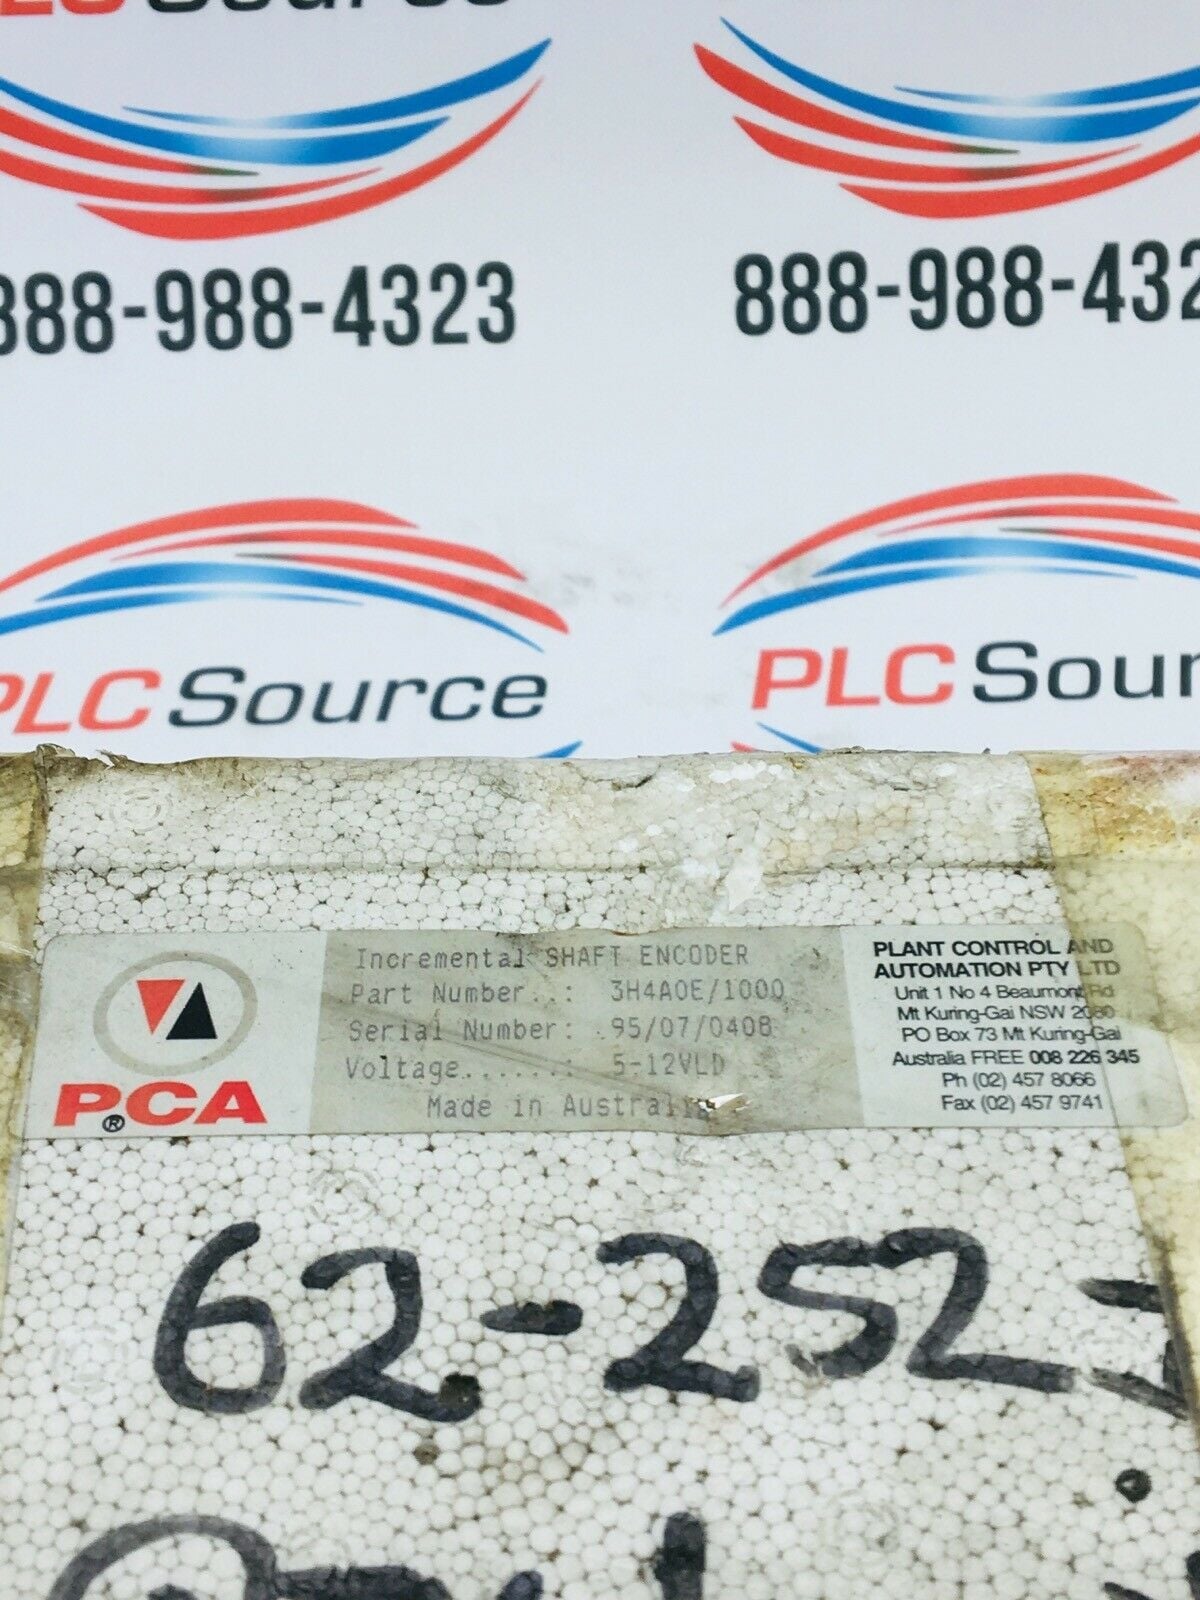 PLC Source
888-988-4323
888-988-432
PLC Source
PLC Sour
Incremental SHAFT ENCODER
Part Number..: 3H4A0E/1000
Serial Number: 95/07/0408
Voltage......: 5-12VLD
Made in Australia
P.CA
®
PLANT CONTROL AND
AUTOMATION PTY LTD
Unit 1 No 4 Beaumont Rd
Mt Kuring-Gai NSW 2080
PO Box 73 Mt Kuring-Gai
Australia FREE 008 226 345
Ph (02) 457 8066
Fax (02) 457 9741
62-252-